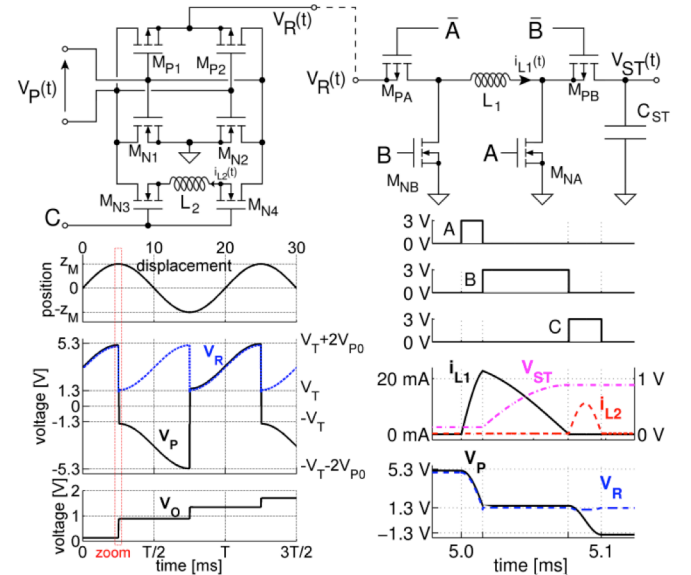 V_R(t)
M_P1 M_P2
V_P(t)
M_N1 M_N2
i_L2(t)
M_N3 L_2 M_N4
C
A̅ B̅
V_R(t) i_L1(t) V_ST(t)
M_PA L_1 M_PB
C_ST
B A
M_NB M_NA
0 10 20 30
displacement
position
z_M
0
-z_M
voltage [V]
5.3 V_R V_T+2V_P0
1.3 V_T
0
-1.3 -V_T
V_P
-5.3 -V_T-2V_P0
voltage [V]
2
1 V_O
0
zoom T/2 T 3T/2
time [ms]
3 V A
0 V
3 V B
0 V
3 V C
0 V
i_L1 V_ST
20 mA 1 V
i_L2
0 mA 0 V
V_P
5.3 V V_R
1.3 V
−1.3 V
5.0 5.1
time [ms]